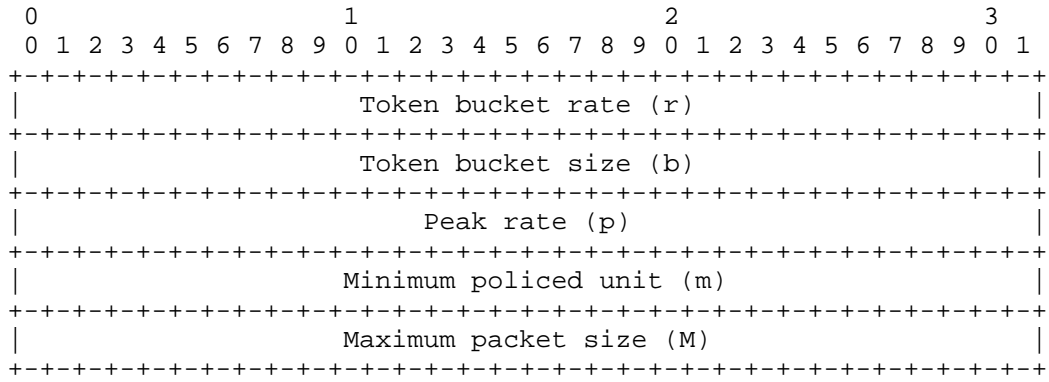 0                   1                   2                   3
 0 1 2 3 4 5 6 7 8 9 0 1 2 3 4 5 6 7 8 9 0 1 2 3 4 5 6 7 8 9 0 1
+-+-+-+-+-+-+-+-+-+-+-+-+-+-+-+-+-+-+-+-+-+-+-+-+-+-+-+-+-+-+-+-+
|                     Token bucket rate (r)                     |
+-+-+-+-+-+-+-+-+-+-+-+-+-+-+-+-+-+-+-+-+-+-+-+-+-+-+-+-+-+-+-+-+
|                     Token bucket size (b)                     |
+-+-+-+-+-+-+-+-+-+-+-+-+-+-+-+-+-+-+-+-+-+-+-+-+-+-+-+-+-+-+-+-+
|                         Peak rate (p)                         |
+-+-+-+-+-+-+-+-+-+-+-+-+-+-+-+-+-+-+-+-+-+-+-+-+-+-+-+-+-+-+-+-+
|                    Minimum policed unit (m)                   |
+-+-+-+-+-+-+-+-+-+-+-+-+-+-+-+-+-+-+-+-+-+-+-+-+-+-+-+-+-+-+-+-+
|                    Maximum packet size (M)                    |
+-+-+-+-+-+-+-+-+-+-+-+-+-+-+-+-+-+-+-+-+-+-+-+-+-+-+-+-+-+-+-+-+